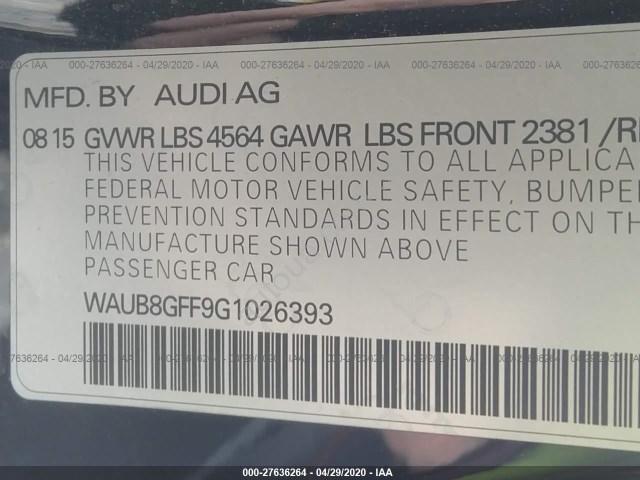 000-27636264 - 04/29/2020 - IAA
MFD. BY AUDI AG
08 15 GVWR LBS 4564 GAWR LBS FRONT 2381 /R
THIS VEHICLE CONFORMS TO ALL APPLICA
FEDERAL MOTOR VEHICLE SAFETY, BUMPE
PREVENTION STANDARDS IN EFFECT ON TH
MANUFACTURE SHOWN ABOVE
PASSENGER CAR
WAUB8GFF9G1026393
000-27636264 - 04/29/2020 - IAA